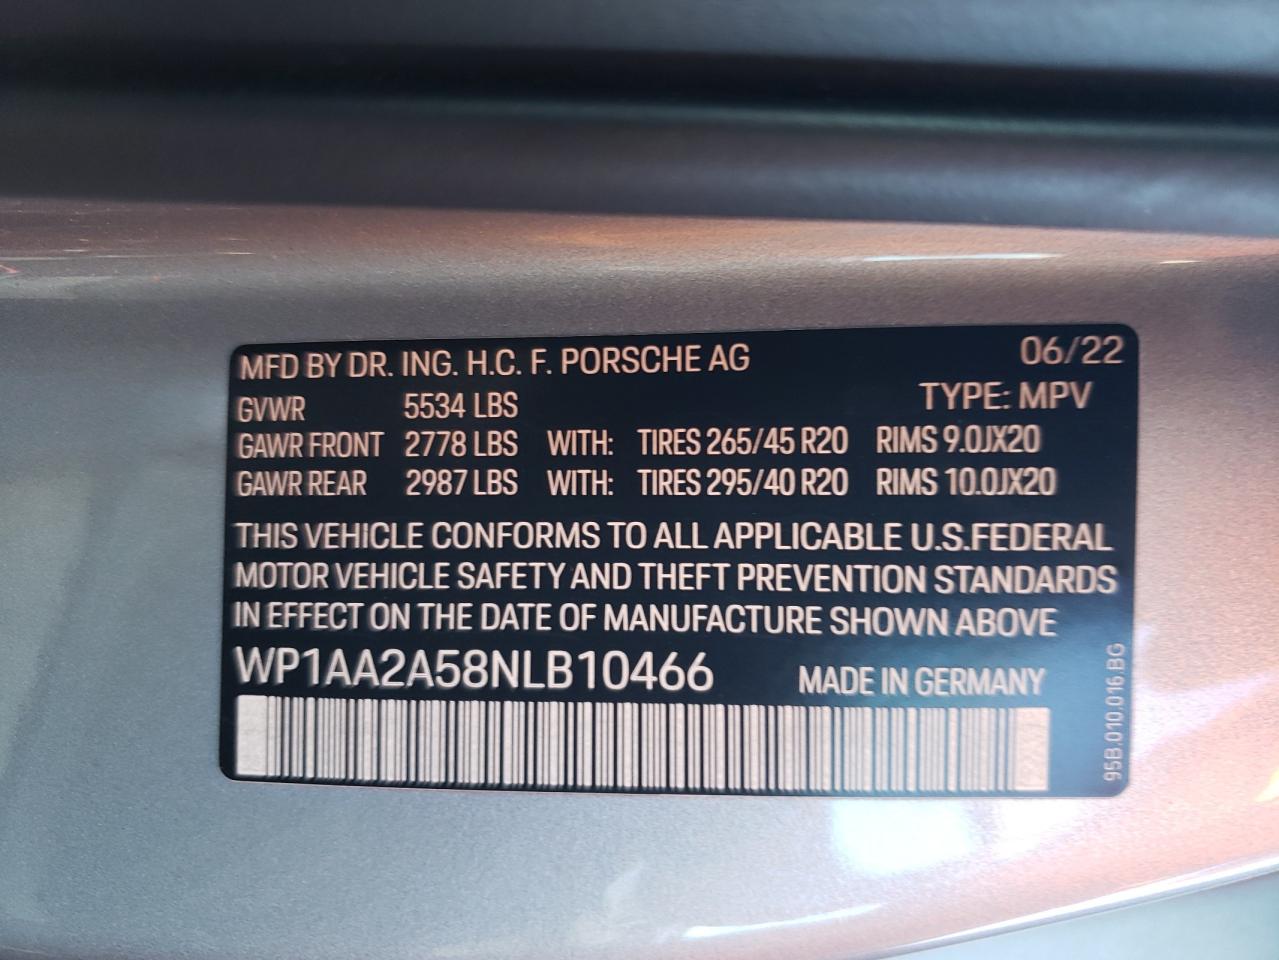 MFD BY DR. ING. H.C. F. PORSCHE AG 06/22
GVWR 5534 LBS TYPE: MPV
GAWR FRONT 2778 LBS WITH: TIRES 265/45 R20 RIMS 9.0JX20
GAWR REAR 2987 LBS WITH: TIRES 295/40 R20 RIMS 10.0JX20
THIS VEHICLE CONFORMS TO ALL APPLICABLE U.S.FEDERAL
MOTOR VEHICLE SAFETY AND THEFT PREVENTION STANDARDS
IN EFFECT ON THE DATE OF MANUFACTURE SHOWN ABOVE
WP1AA2A58NLB10466 MADE IN GERMANY
95B.010.016.BG